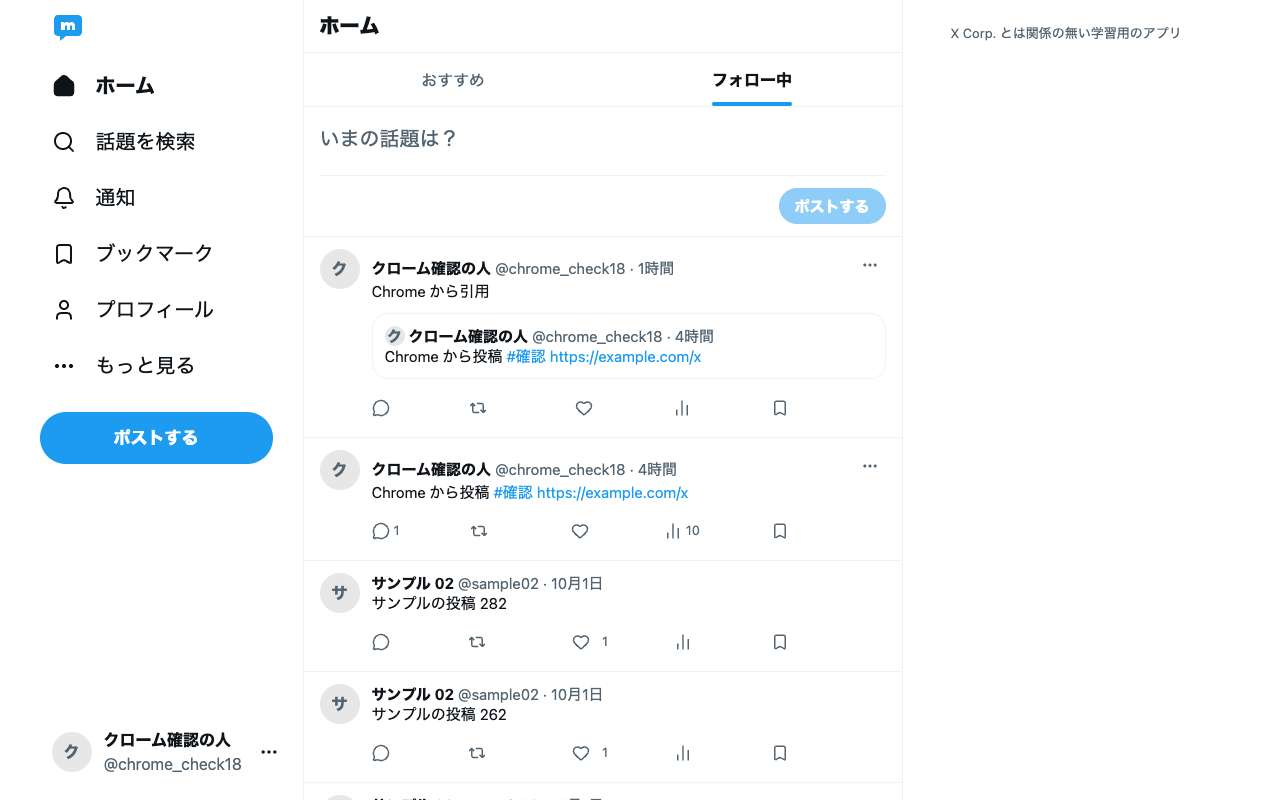 m
ホーム
話題を検索
通知
ブックマーク
プロフィール
もっと見る
ポストする
ク
クローム確認の人
@chrome_check18
ホーム
おすすめ
フォロー中
いまの話題は？
ポストする
ク
クローム確認の人 @chrome_check18 · 1時間
Chrome から引用
ク クローム確認の人 @chrome_check18 · 4時間
Chrome から投稿 #確認 https://example.com/x
ク
クローム確認の人 @chrome_check18 · 4時間
Chrome から投稿 #確認 https://example.com/x
1 10
サ
サンプル 02 @sample02 · 10月1日
サンプルの投稿 282
1
サ
サンプル 02 @sample02 · 10月1日
サンプルの投稿 262
1
X Corp. とは関係の無い学習用のアプリ